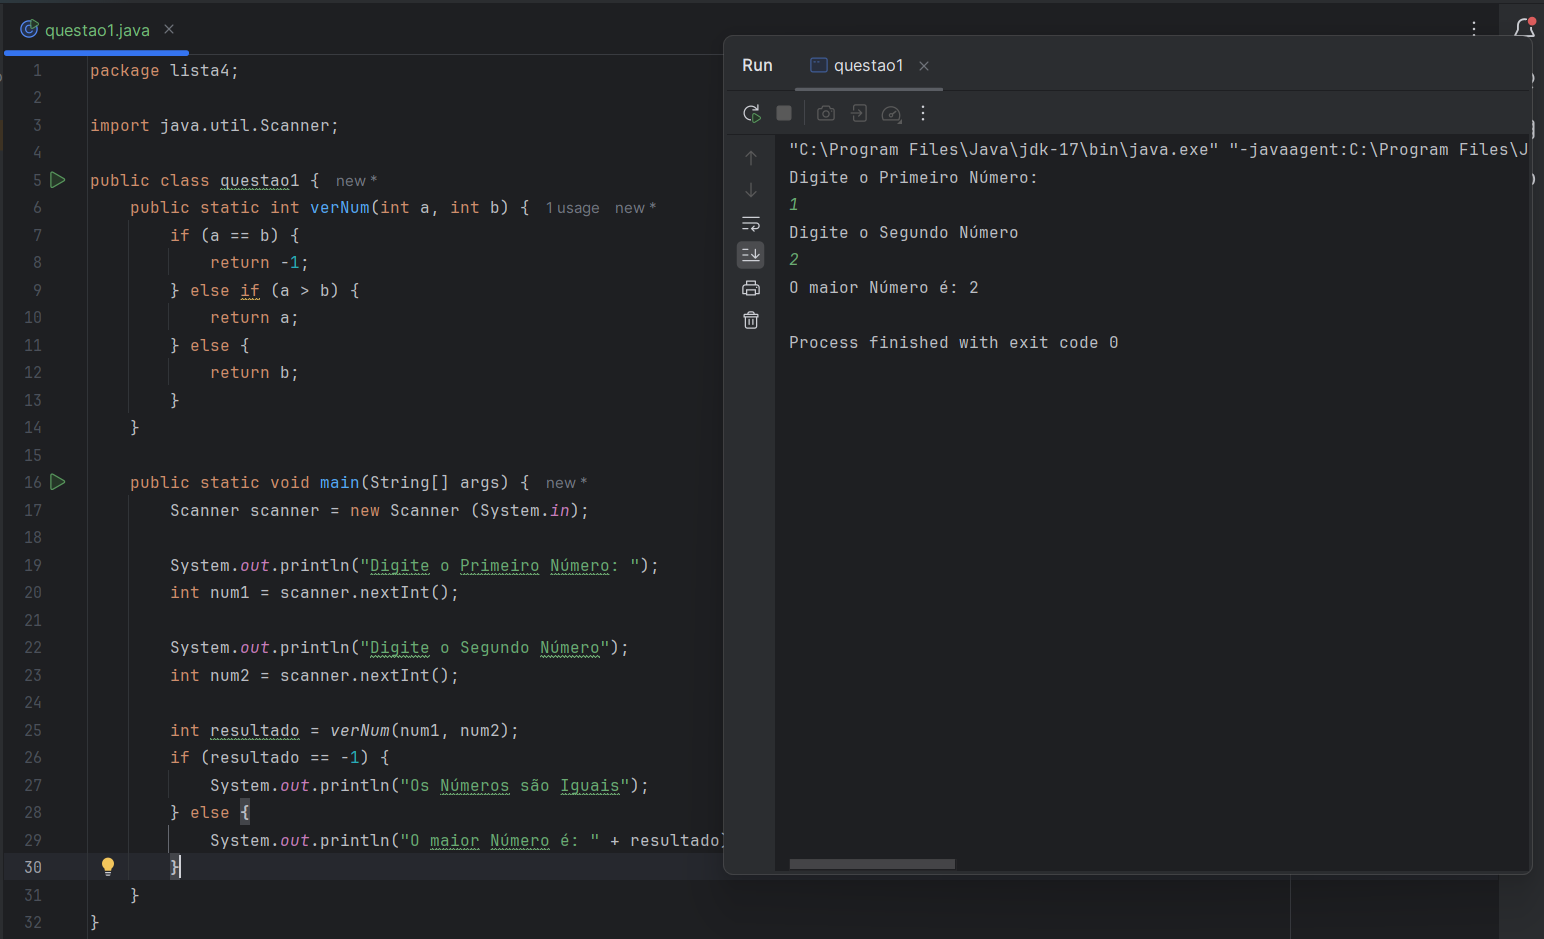 questao1.java
1 package lista4;
2
3 import java.util.Scanner;
4
5 public class questao1 { new *
6 public static int verNum(int a, int b) { 1 usage new *
7 if (a == b) {
8 return -1;
9 } else if (a > b) {
10 return a;
11 } else {
12 return b;
13 }
14 }
15
16 public static void main(String[] args) { new *
17 Scanner scanner = new Scanner (System.in);
18
19 System.out.println("Digite o Primeiro Número: ");
20 int num1 = scanner.nextInt();
21
22 System.out.println("Digite o Segundo Número");
23 int num2 = scanner.nextInt();
24
25 int resultado = verNum(num1, num2);
26 if (resultado == -1) {
27 System.out.println("Os Números são Iguais");
28 } else {
29 System.out.println("O maior Número é: " + resultado)
30 }
31 }
32 }
Run questao1
"C:\Program Files\Java\jdk-17\bin\java.exe" "-javaagent:C:\Program Files\J
Digite o Primeiro Número:
1
Digite o Segundo Número
2
O maior Número é: 2
Process finished with exit code 0